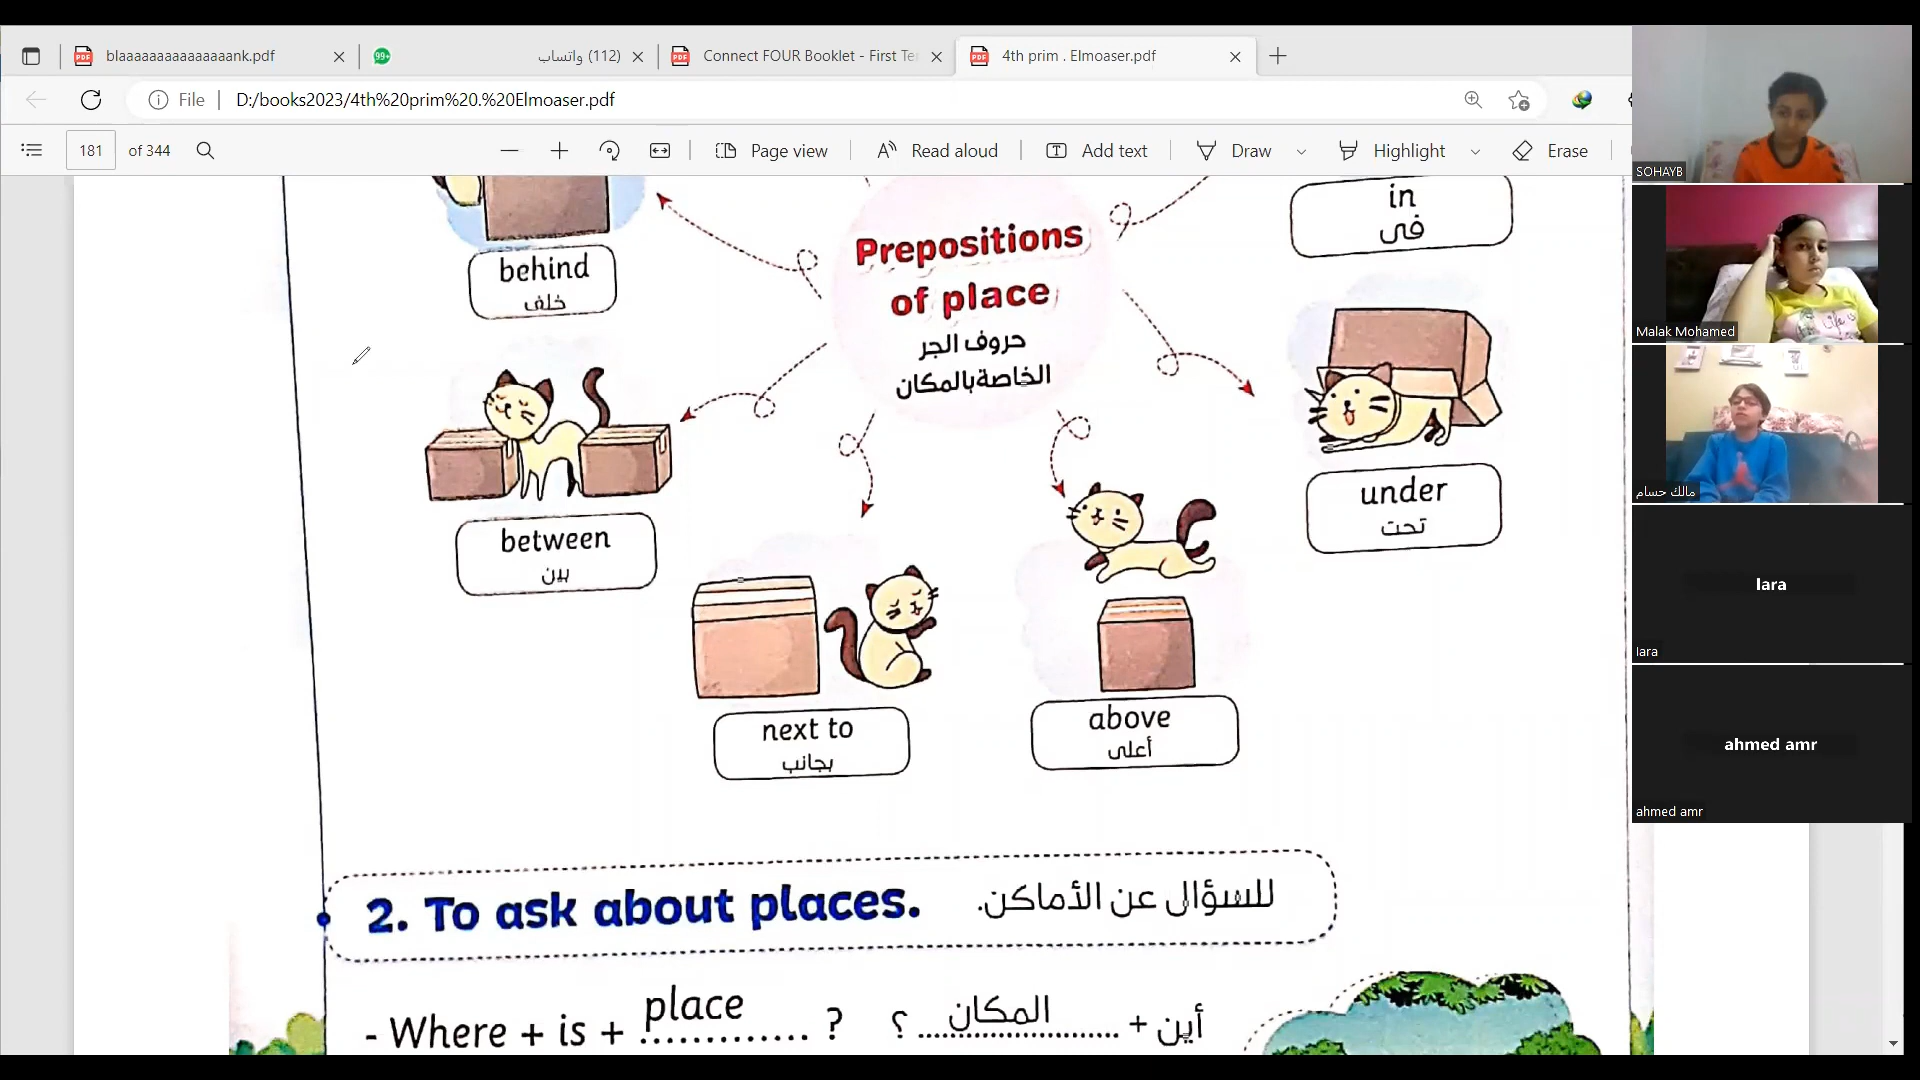 blaaaaaaaaaaaaaaank.pdf
99+
(112) واتساب
Connect FOUR Booklet - First Te
4th prim . Elmoaser.pdf
File
D:/books2023/4th%20prim%20.%20Elmoaser.pdf
181
of 344
Page view
Read aloud
Add text
Draw
Highlight
Erase
behind
خلف
Prepositions
of place
حروف الجر
الخاصة بالمكان
in
فى
between
بين
under
تحت
next to
بجانب
above
أعلى
2. To ask about places.
للسؤال عن الأماكن.
- Where + is + place ............. ?
أين + المكان .................... ؟
SOHAYB
Malak Mohamed
مالك حسام
lara
lara
ahmed amr
ahmed amr